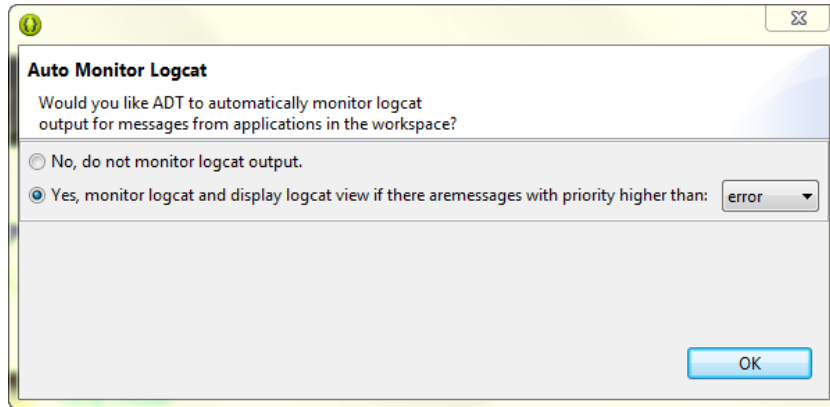 Auto Monitor Logcat
Would you like ADT to automatically monitor logcat
output for messages from applications in the workspace?
No, do not monitor logcat output.
Yes, monitor logcat and display logcat view if there aremessages with priority higher than: error
OK